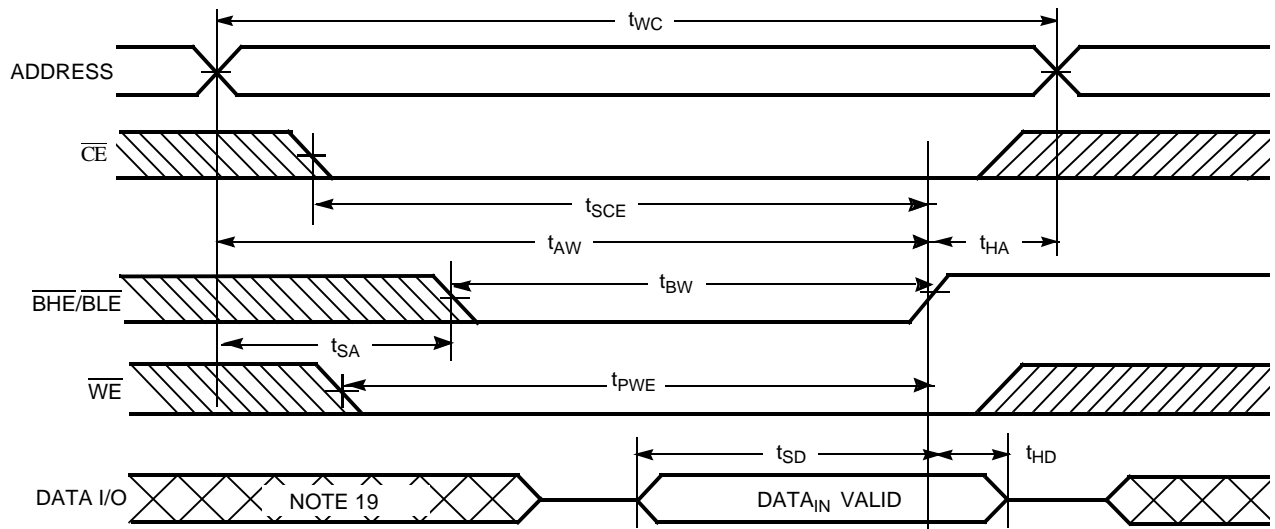 tWC
ADDRESS
CE
tSCE
tAW
tHA
BHE/BLE
tBW
tSA
WE
tPWE
tSD
tHD
DATA I/O
NOTE 19
DATAIN VALID